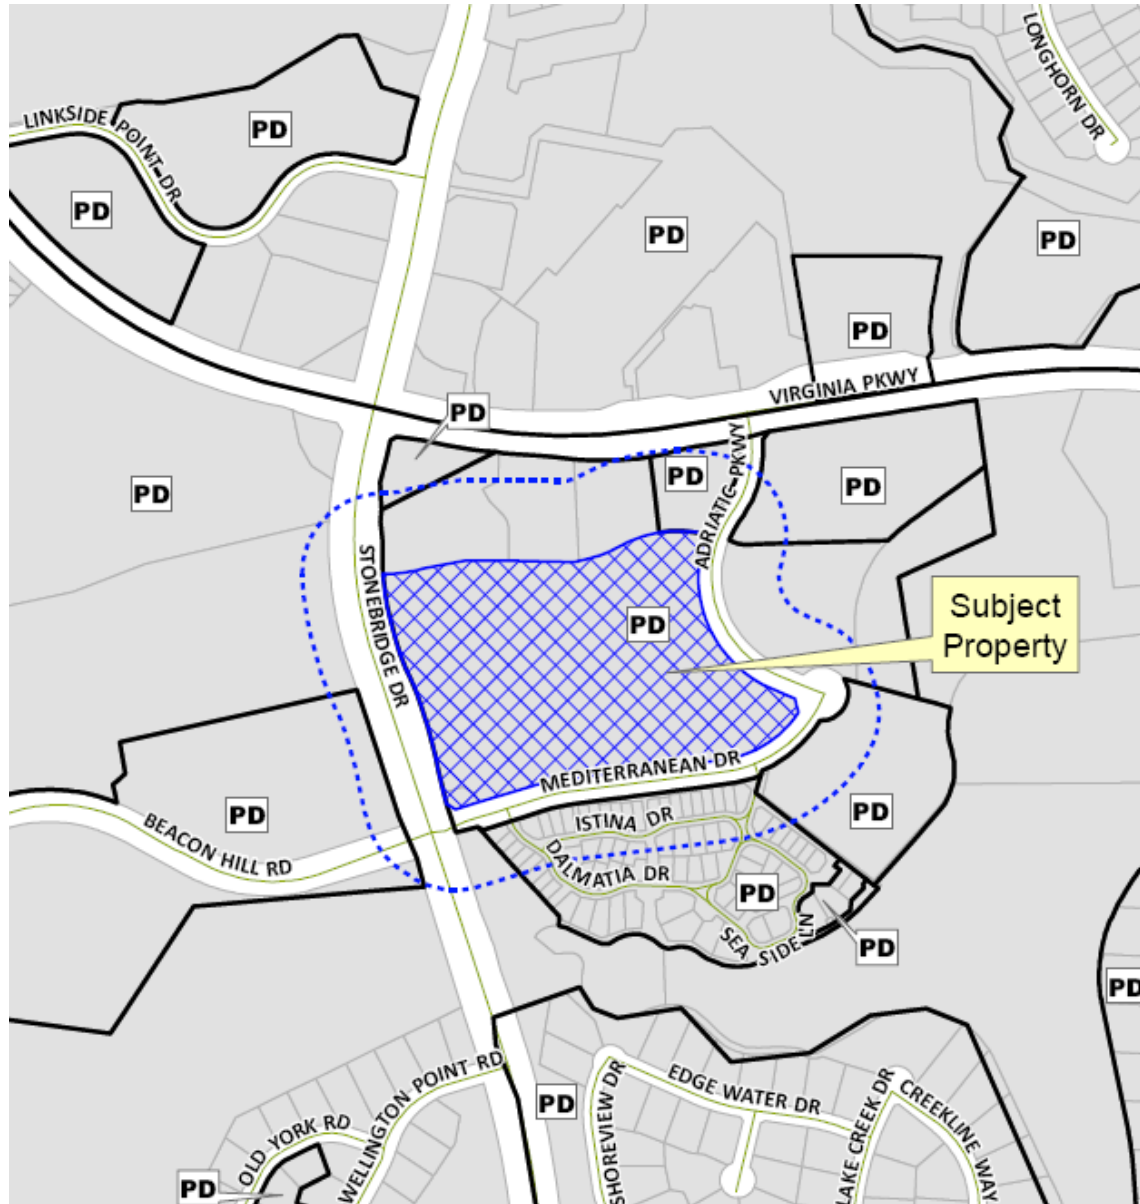 LONGHORN DR
LINKSIDE POINT DR
PD
PD
PD
PD
PD
VIRGINIA PKWY
PD
PD
PD
PD
ADRIATIC PKWY
STONEBRIDGE DR
PD
Subject
Property
MEDITERRANEAN DR
PD
BEACON HILL RD
ISTINA DR
PD
DALMATIA DR
PD
SEA SIDE LN
PD
PD
WELLINGTON POINT RD
EDGE WATER DR
PD
SHOREVIEW DR
LAKE CREEK DR
CREEKLINE WAY
OLD YORK RD
PD